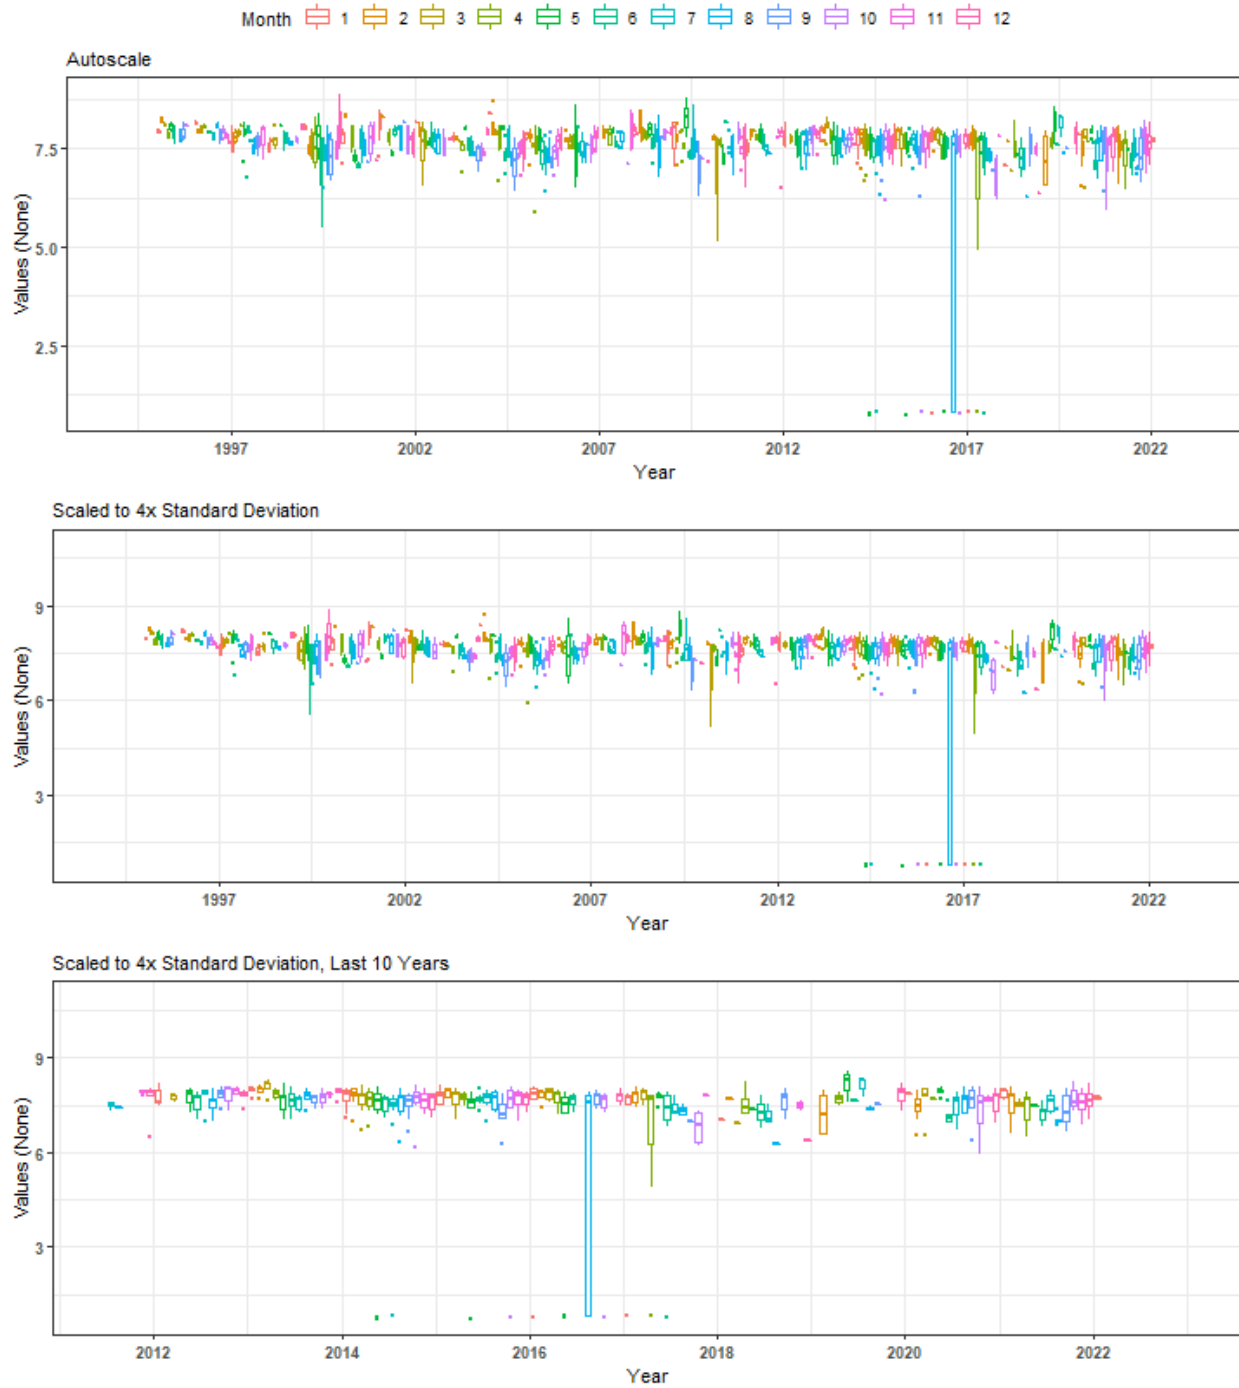 Month 1 2 3 4 5 6 7 8 9 10 11 12
Autoscale
Values (None)
7.5
5.0
2.5
1997 2002 2007 2012 2017 2022
Year
Scaled to 4x Standard Deviation
Values (None)
9
6
3
1997 2002 2007 2012 2017 2022
Year
Scaled to 4x Standard Deviation, Last 10 Years
Values (None)
9
6
3
2012 2014 2016 2018 2020 2022
Year